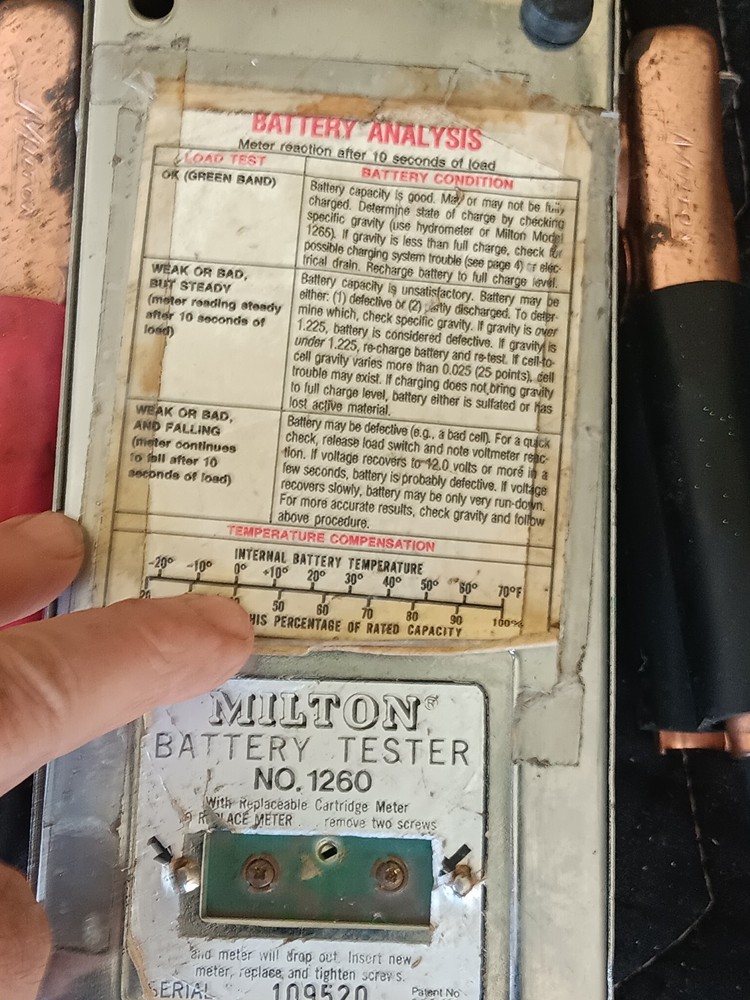 BATTERY ANALYSIS
Meter reaction after 10 seconds of load
LOAD TEST
BATTERY CONDITION
OK (GREEN BAND)
Battery capacity is good. May or may not be fully
charged. Determine state of charge by checking
specific gravity (use hydrometer or Milton Model
1265). If gravity is less than full charge, check for
possible charging system trouble (see page 4) or elec-
trical drain. Recharge battery to full charge level.
WEAK OR BAD,
BUT STEADY
(meter reading steady
after 10 seconds of
load)
Battery capacity is unsatisfactory. Battery may be
either: (1) defective or (2) partly discharged. To deter-
mine which, check specific gravity. If gravity is over
1.225, battery is considered defective. If gravity is
under 1.225, re-charge battery and re-test. If cell-to-
cell gravity varies more than 0.025 (25 points), cell
trouble may exist. If charging does not bring gravity
to full charge level, battery either is sulfated or has
lost active material.
WEAK OR BAD,
AND FALLING
(meter continues
to fall after 10
seconds of load)
Battery may be defective (e.g., a bad cell). For a quick
check, release load switch and note voltmeter reac-
tion. If voltage recovers to 12.0 volts or more in a
few seconds, battery is probably defective. If voltage
recovers slowly, battery may be only very run-down.
For more accurate results, check gravity and follow
above procedure.
TEMPERATURE COMPENSATION
INTERNAL BATTERY TEMPERATURE
-20° -10° 0° +10° 20° 30° 40° 50° 60° 70°F
20 50 60 70 80 90 100%
THIS PERCENTAGE OF RATED CAPACITY
MILTON®
BATTERY TESTER
NO. 1260
With Replaceable Cartridge Meter
REPLACE METER remove two screws
and meter will drop out. Insert new
meter, replace and tighten screws.
SERIAL 109520 Patent No
Milton
MILTON